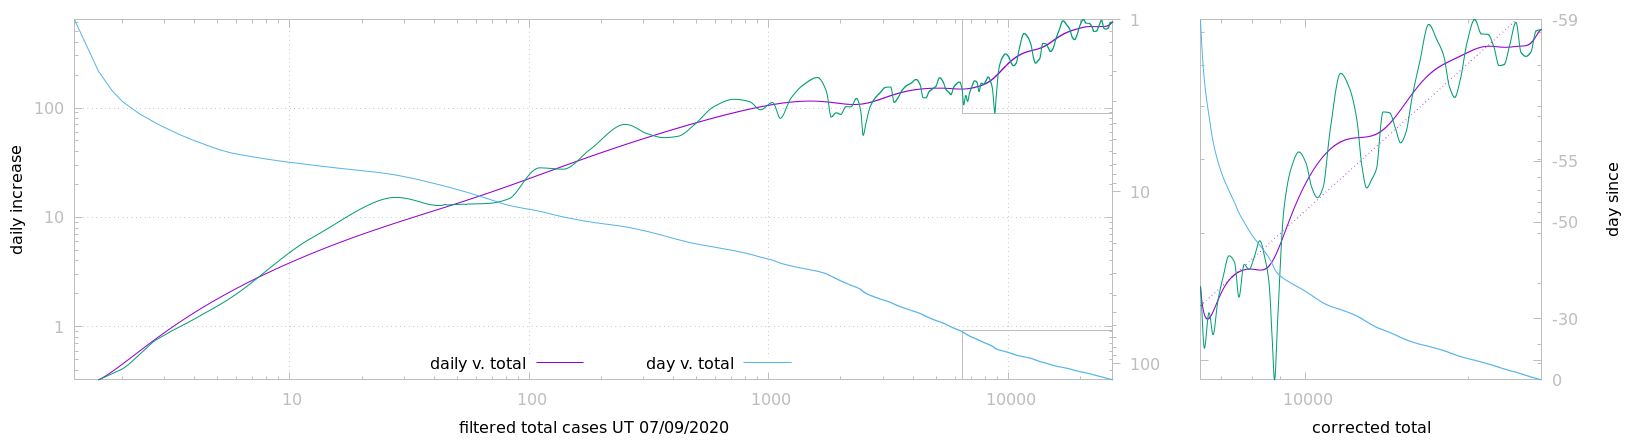 100
10
1
daily increase
daily v. total
day v. total
10
100
1000
10000
filtered total cases UT 07/09/2020
1
10
100
10000
corrected total
-59
-55
-50
-30
0
day since